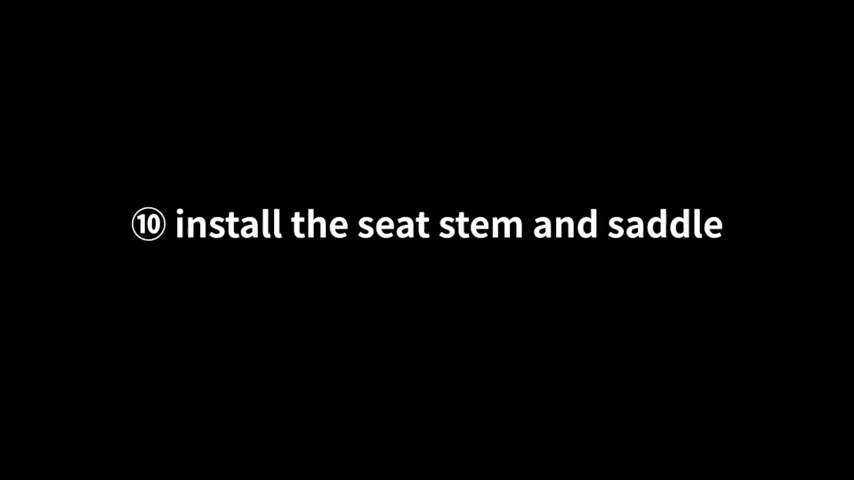 ⑩ install the seat stem and saddle